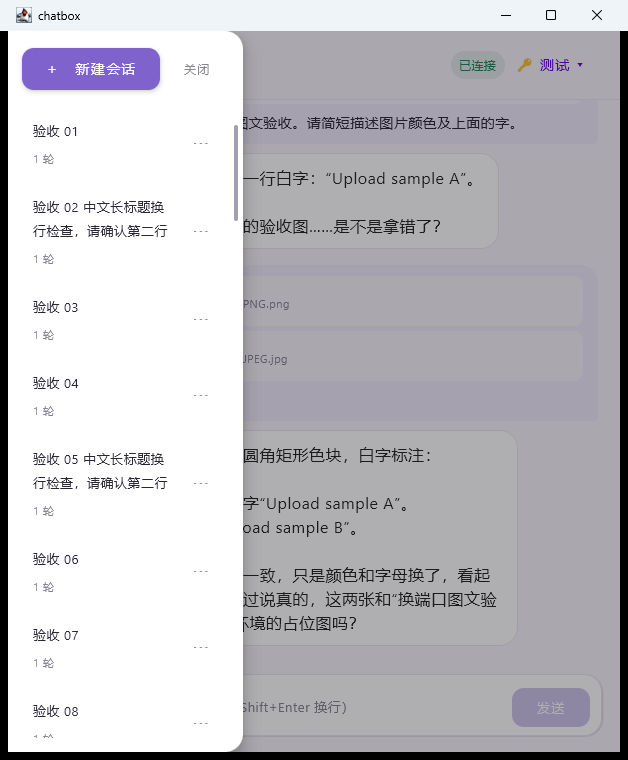 chatbox
+ 新建会话
关闭
已连接
测试
验收 01
1 轮
验收 02 中文长标题换
行检查，请确认第二行
1 轮
验收 03
1 轮
验收 04
1 轮
验收 05 中文长标题换
行检查，请确认第二行
1 轮
验收 06
1 轮
验收 07
1 轮
验收 08
图文验收。请简短描述图片颜色及上面的字。
一行白字：“Upload sample A”。
的验收图……是不是拿错了？
PNG.png
JPEG.jpg
圆角矩形色块，白字标注：
字“Upload sample A”。
oad sample B”。
一致，只是颜色和字母换了，看起
过说真的，这两张和“换端口图文验
环境的占位图吗？
Shift+Enter 换行）
发送